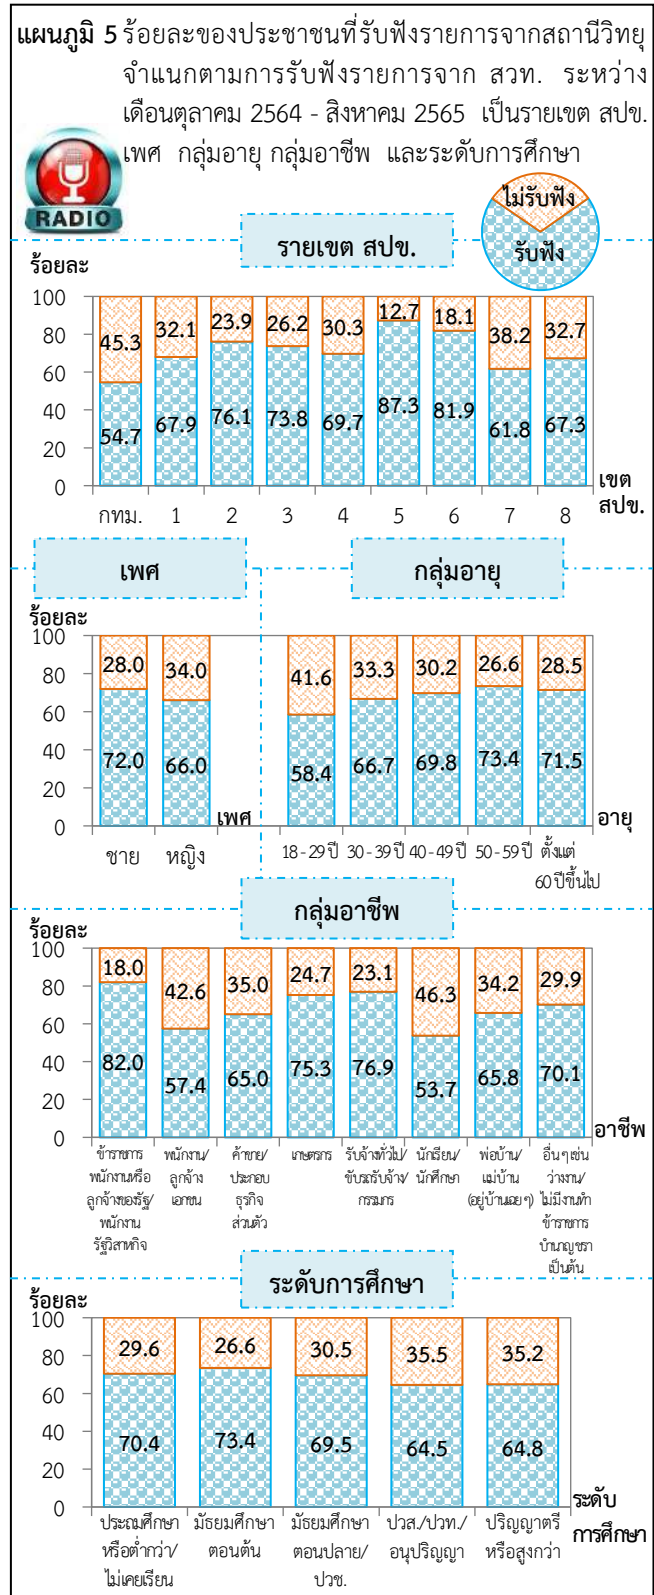 แผนภูมิ 5 ร้อยละของประชาชนที่รับฟังรายการจากสถานีวิทยุ
จำแนกตามการรับฟังรายการจาก สวท. ระหว่าง
เดือนตุลาคม 2564 - สิงหาคม 2565 เป็นรายเขต สปข.
เพศ กลุ่มอายุ กลุ่มอาชีพ และระดับการศึกษา
RADIO
ไม่รับฟัง
รับฟัง
รายเขต สปข.
ร้อยละ
100
80
60
40
20
0
45.3 32.1 23.9 26.2 30.3 12.7 18.1 38.2 32.7
54.7 67.9 76.1 73.8 69.7 87.3 81.9 61.8 67.3
กทม. 1 2 3 4 5 6 7 8
เขต
สปข.
เพศ
ร้อยละ
100
80
60
40
20
0
28.0 34.0
72.0 66.0
ชาย หญิง
เพศ
กลุ่มอายุ
41.6 33.3 30.2 26.6 28.5
58.4 66.7 69.8 73.4 71.5
18 - 29 ปี 30 - 39 ปี 40 - 49 ปี 50 - 59 ปี ตั้งแต่
60 ปีขึ้นไป
อายุ
กลุ่มอาชีพ
ร้อยละ
100
80
60
40
20
0
18.0 42.6 35.0 24.7 23.1 46.3 34.2 29.9
82.0 57.4 65.0 75.3 76.9 53.7 65.8 70.1
ข้าราชการ
พนักงานหรือ
ลูกจ้างของรัฐ/
พนักงาน
รัฐวิสาหกิจ
พนักงาน/
ลูกจ้าง
เอกชน
ค้าขาย/
ประกอบ
ธุรกิจ
ส่วนตัว
เกษตรกร
รับจ้างทั่วไป/
ขับรถรับจ้าง/
กรรมกร
นักเรียน/
นักศึกษา
พ่อบ้าน/
แม่บ้าน
(อยู่บ้านเฉย ๆ)
อื่น ๆ เช่น
ว่างงาน/
ไม่มีงานทำ
ข้าราชการ
บำนาญชรา
เป็นต้น
อาชีพ
ระดับการศึกษา
ร้อยละ
100
80
60
40
20
0
29.6 26.6 30.5 35.5 35.2
70.4 73.4 69.5 64.5 64.8
ประถมศึกษา
หรือต่ำกว่า/
ไม่เคยเรียน
มัธยมศึกษา
ตอนต้น
มัธยมศึกษา
ตอนปลาย/
ปวช.
ปวส./ปวท./
อนุปริญญา
ปริญญาตรี
หรือสูงกว่า
ระดับ
การศึกษา